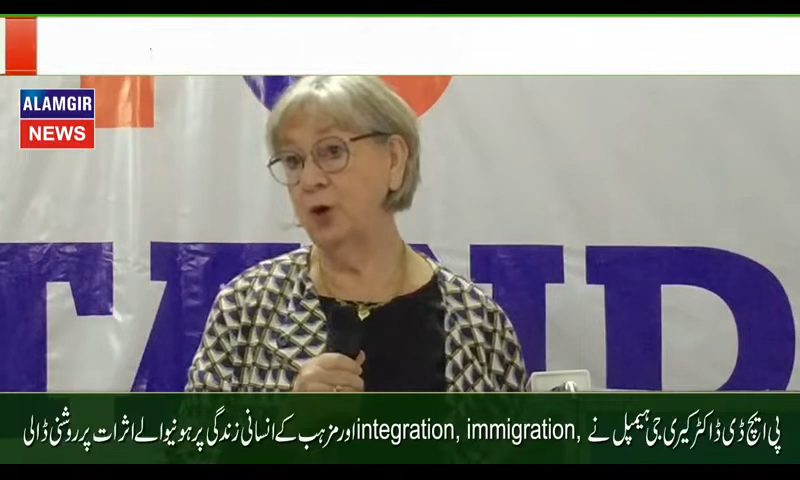 ALAMGIR
NEWS
پی ایچ ڈی ڈاکٹر کیری جی ہیمپل نے integration, immigration, اور مزہب کے انسانی زندگی پر ہونیوالے اثرات پر روشنی ڈالی